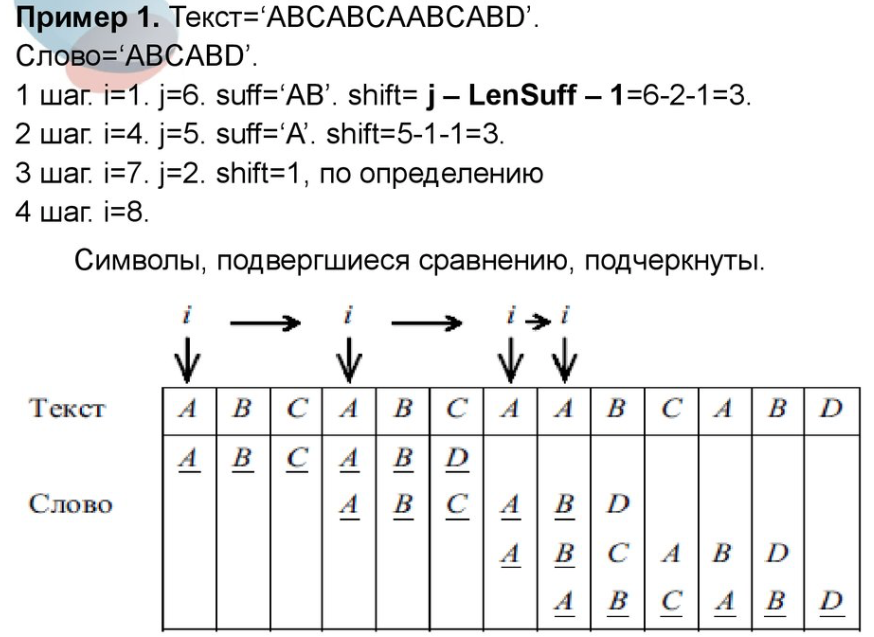 Пример 1. Текст=‘ABCABCAABCABD’.
Слово=‘ABCABD’.
1 шаг. i=1. j=6. suff=‘AB’. shift= j – LenSuff – 1=6-2-1=3.
2 шаг. i=4. j=5. suff=‘A’. shift=5-1-1=3.
3 шаг. i=7. j=2. shift=1, по определению
4 шаг. i=8.
Символы, подвергшиеся сравнению, подчеркнуты.
i i i i
Текст A B C A B C A A B C A B D
A B C A B D
Слово A B C A B D
A B C A B D
A B C A B D